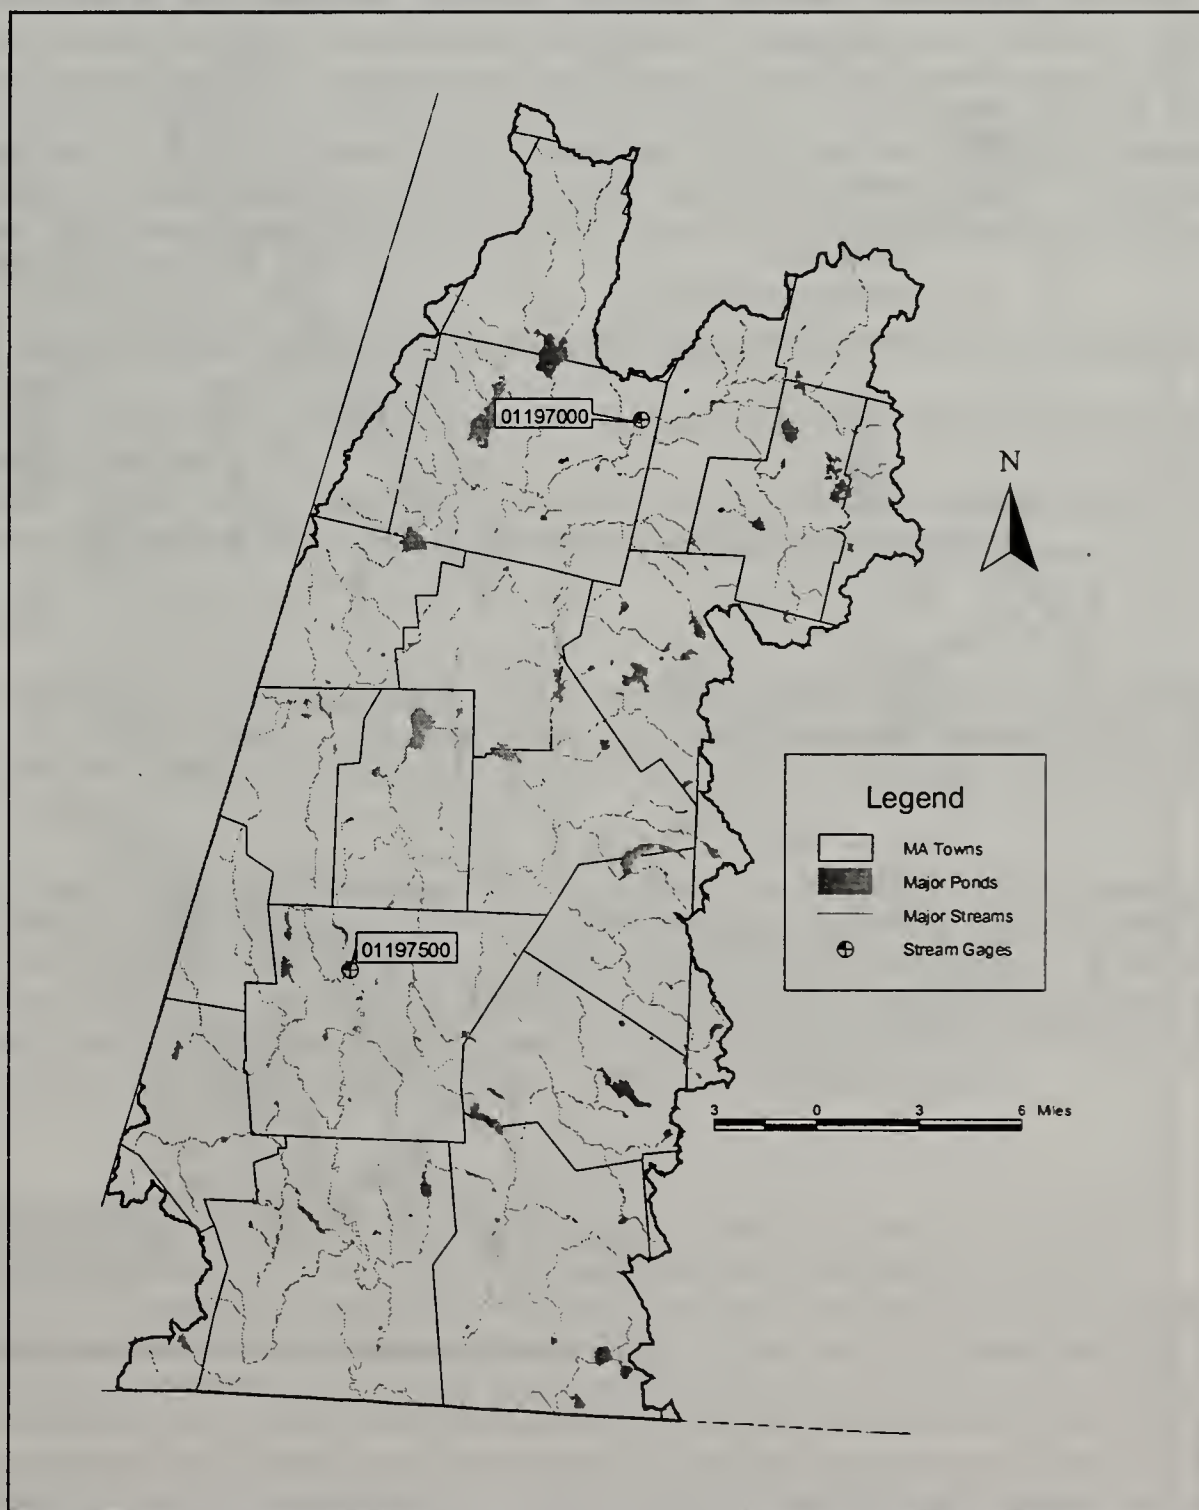 01197000
N
Legend
MA Towns
Major Ponds
Major Streams
Stream Gages
01197500
3 0 3 6 Miles